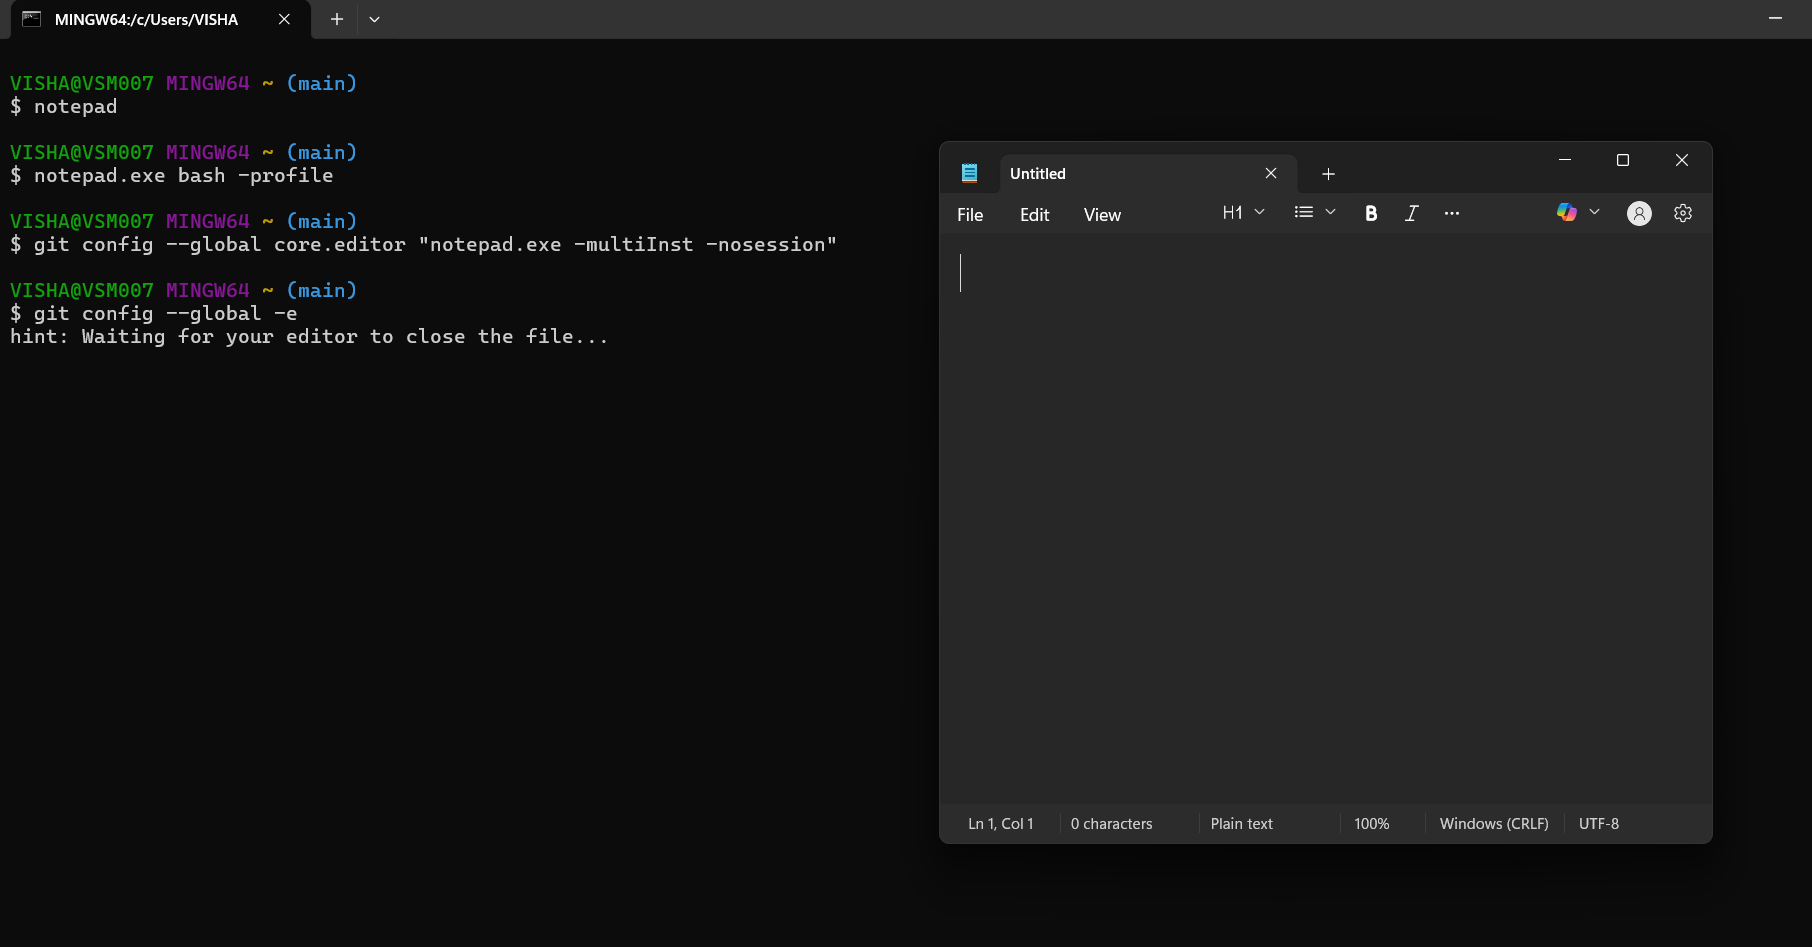 MINGW64:/c/Users/VISHA
VISHA@VSM007 MINGW64 ~ (main)
$ notepad
VISHA@VSM007 MINGW64 ~ (main)
$ notepad.exe bash -profile
VISHA@VSM007 MINGW64 ~ (main)
$ git config --global core.editor "notepad.exe -multiInst -nosession"
VISHA@VSM007 MINGW64 ~ (main)
$ git config --global -e
hint: Waiting for your editor to close the file...
Untitled
File Edit View H1 B I ...
Ln 1, Col 1 0 characters Plain text 100% Windows (CRLF) UTF-8